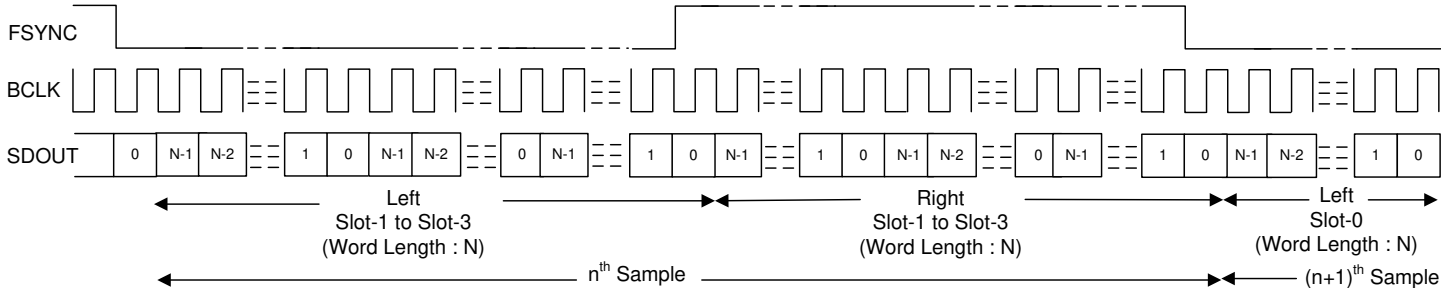 FSYNC
BCLK
SDOUT 0 N-1 N-2 1 0 N-1 N-2 0 N-1 1 0 N-1 1 0 N-1 N-2 0 N-1 1 0 N-1 N-2 1 0
Left Right Left
Slot-1 to Slot-3 Slot-1 to Slot-3 Slot-0
(Word Length : N) (Word Length : N) (Word Length : N)
nth Sample (n+1)th Sample